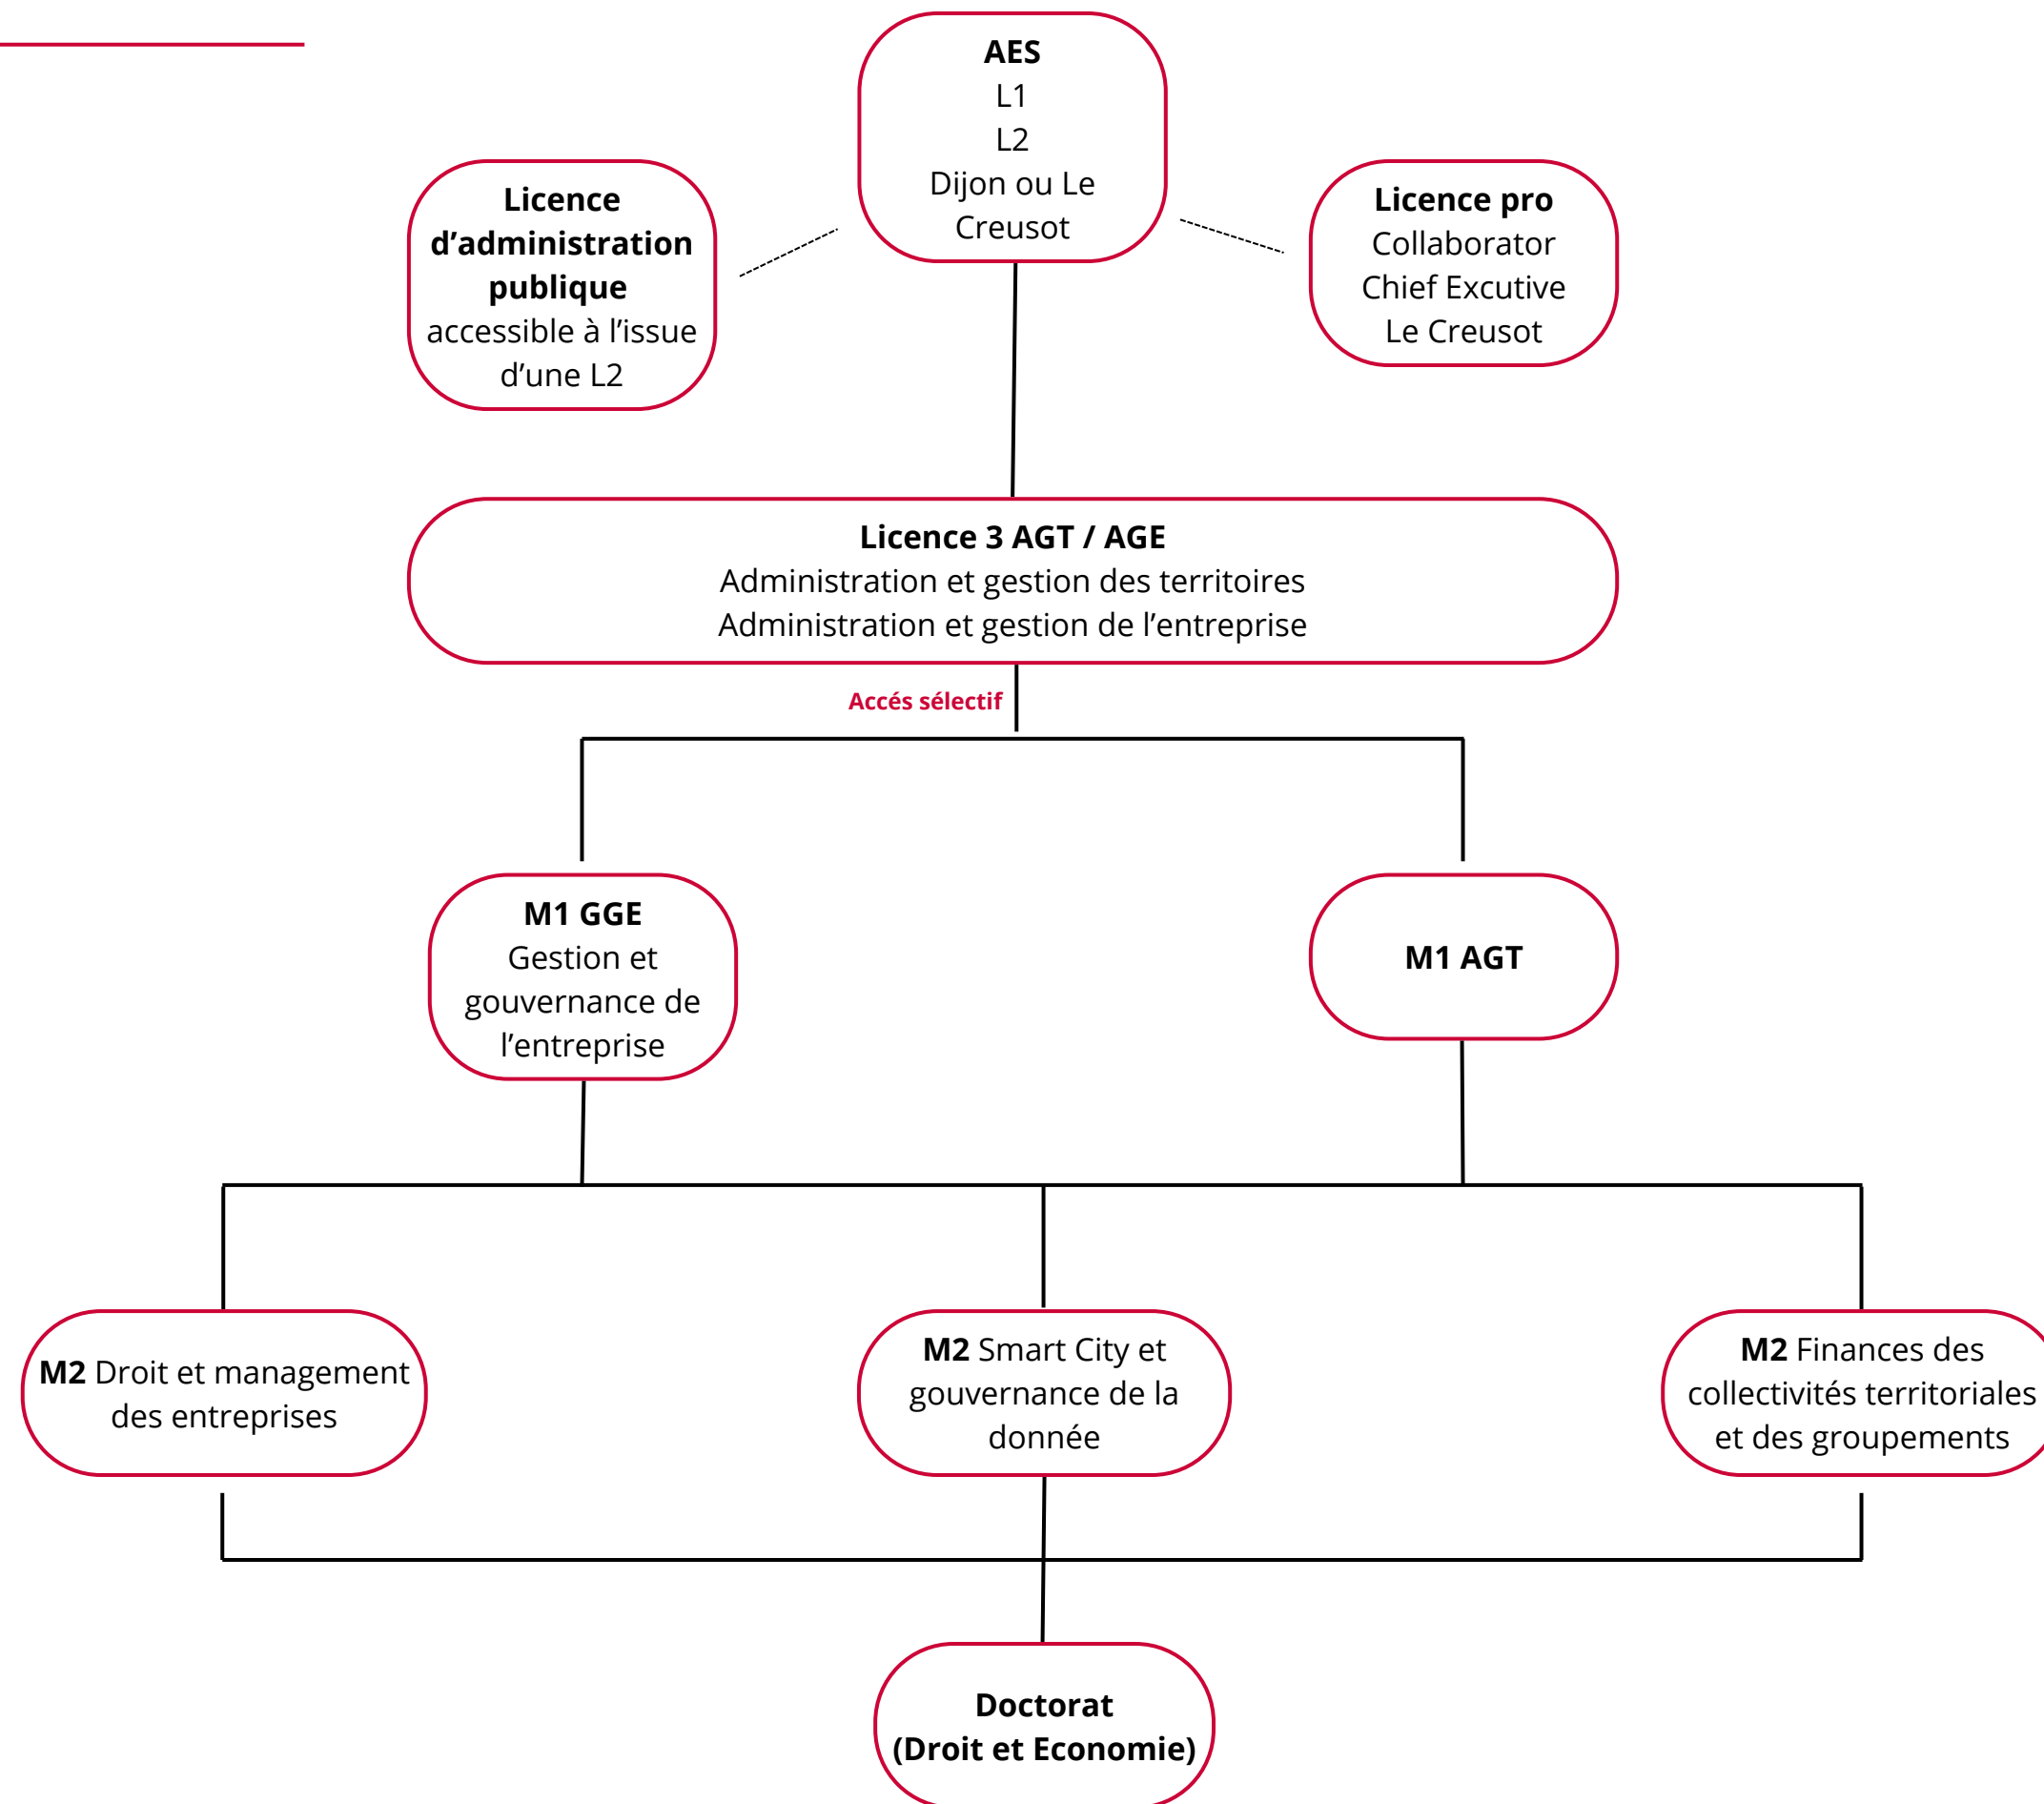 AES
L1
L2
Dijon ou Le
Creusot
Licence
d’administration
publique
accessible à l’issue
d’une L2
Licence pro
Collaborator
Chief Excutive
Le Creusot
Licence 3 AGT / AGE
Administration et gestion des territoires
Administration et gestion de l’entreprise
Accés sélectif
M1 GGE
Gestion et
gouvernance de
l’entreprise
M1 AGT
M2 Droit et management
des entreprises
M2 Smart City et
gouvernance de la
donnée
M2 Finances des
collectivités territoriales
et des groupements
Doctorat
(Droit et Economie)